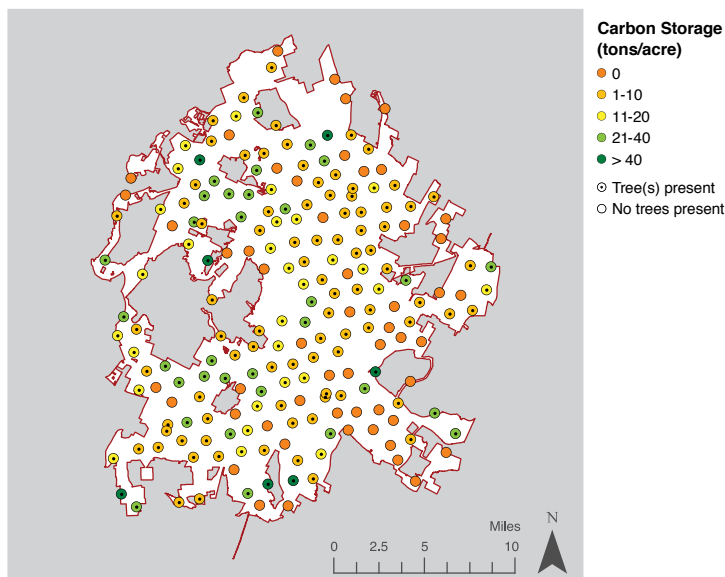 Carbon Storage
(tons/acre)
0
1-10
11-20
21-40
> 40
Tree(s) present
No trees present
Miles
N
0 2.5 5 10